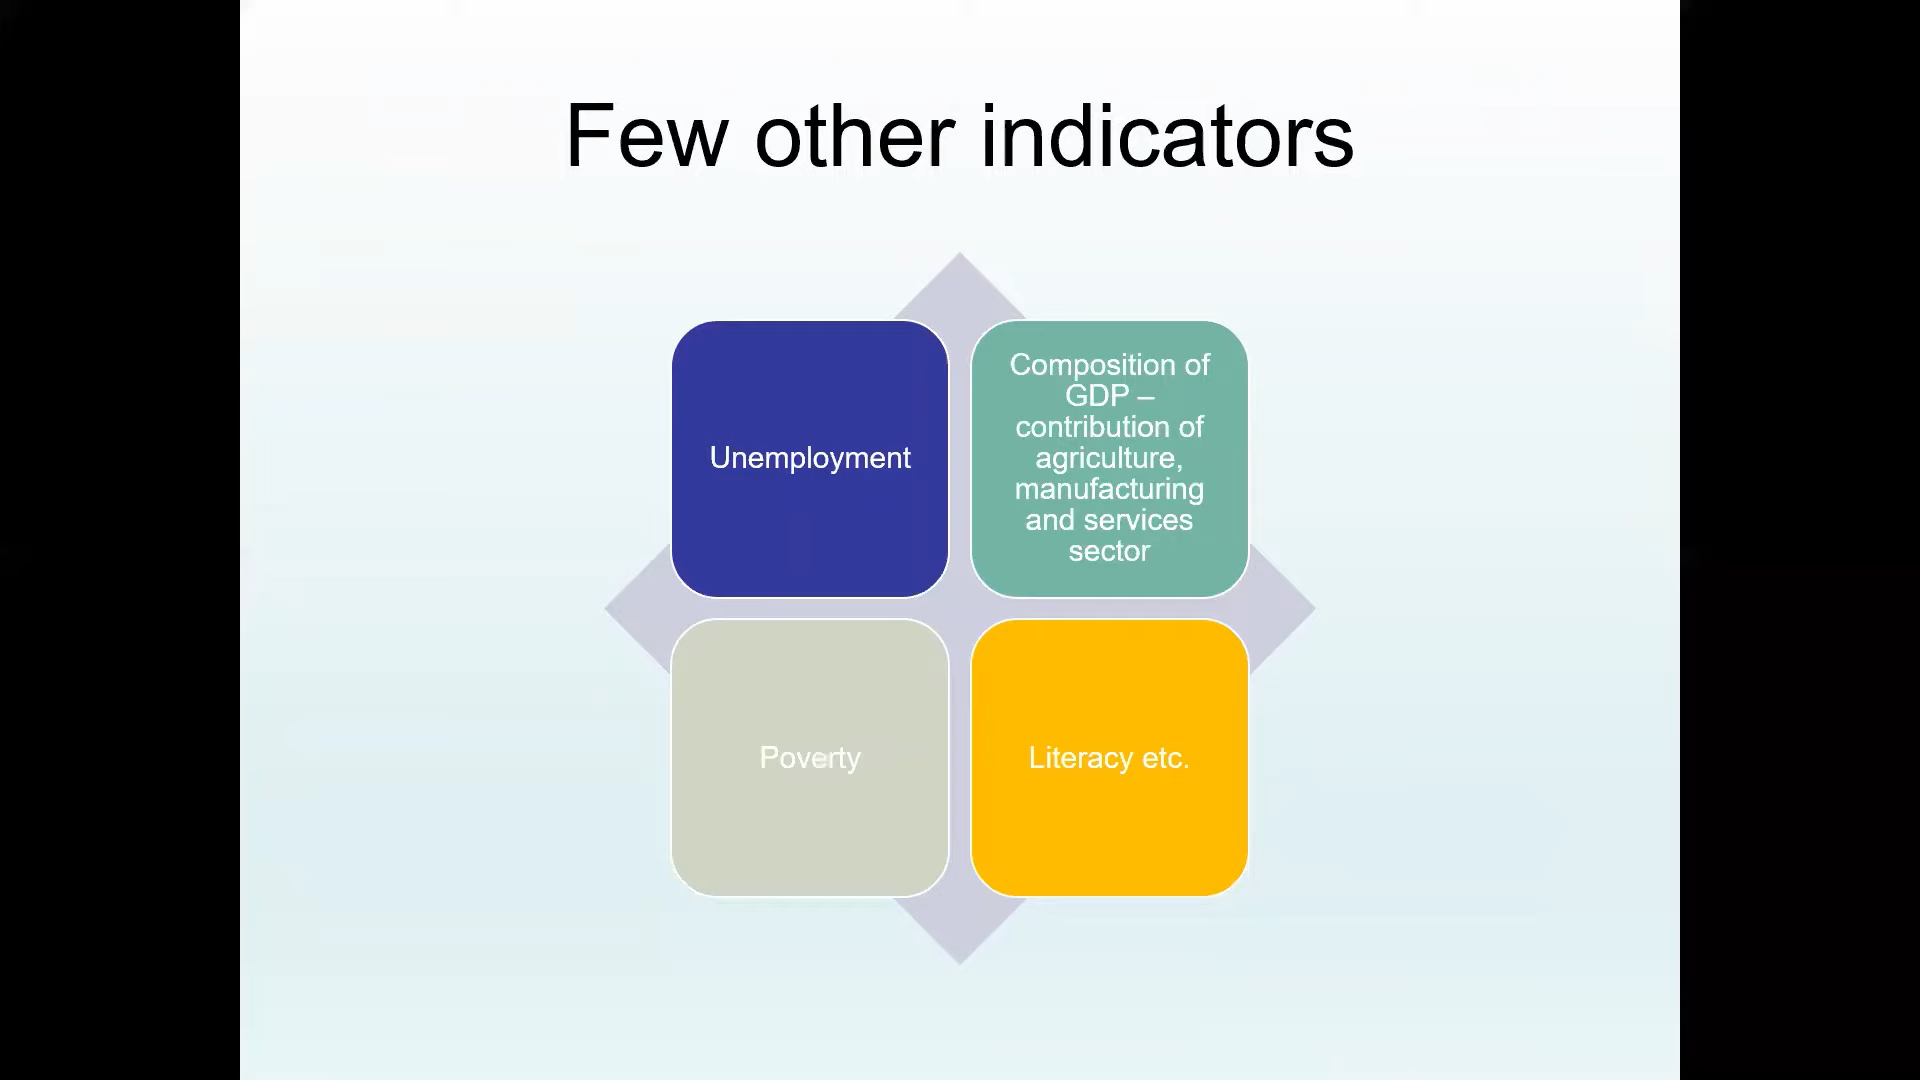 Few other indicators
Unemployment
Composition of
GDP –
contribution of
agriculture,
manufacturing
and services
sector
Poverty
Literacy etc.